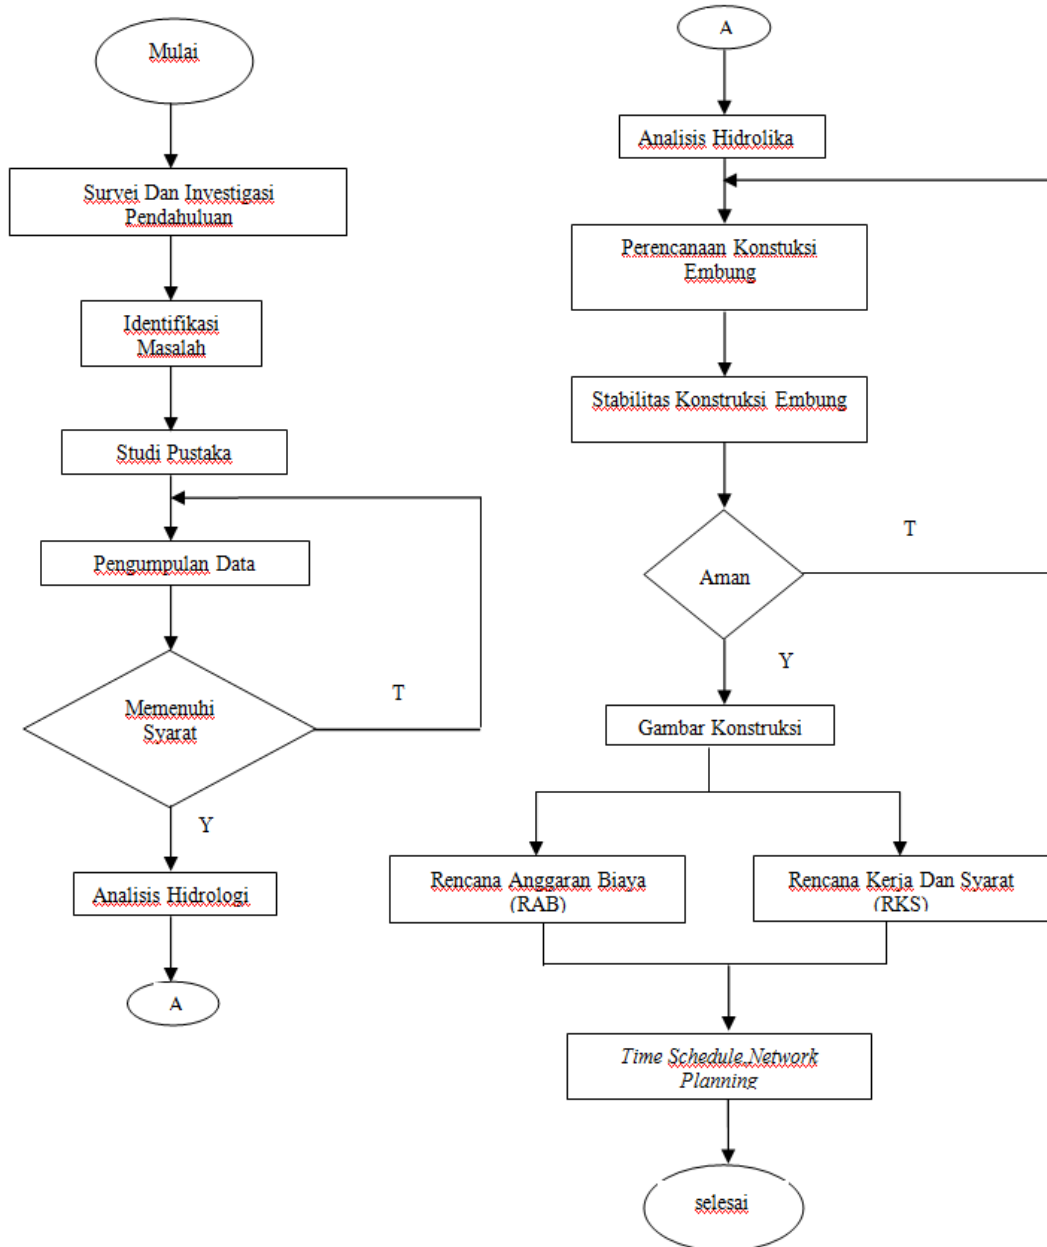 Mulai
Survei Dan Investigasi
Pendahuluan
Identifikasi
Masalah
Studi Pustaka
Pengumpulan Data
Memenuhi
Syarat
T
Y
Analisis Hidrologi
A
A
Analisis Hidrolika
Perencanaan Konstuksi
Embung
Stabilitas Konstruksi Embung
Aman
T
Y
Gambar Konstruksi
Rencana Anggaran Biaya
(RAB)
Rencana Kerja Dan Syarat
(RKS)
Time Schedule,Network
Planning
selesai